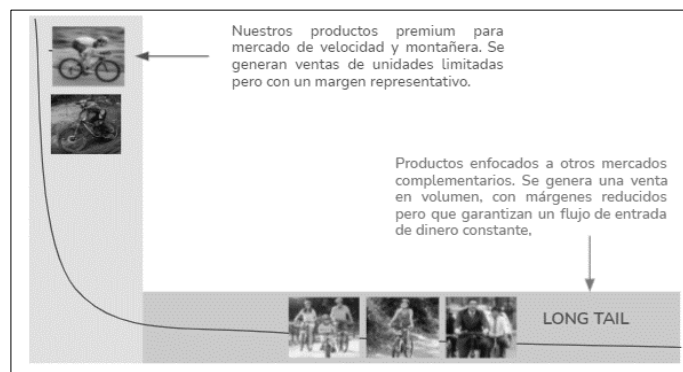 Nuestros productos premium para
mercado de velocidad y montañera. Se
generan ventas de unidades limitadas
pero con un margen representativo.
Productos enfocados a otros mercados
complementarios. Se genera una venta
en volumen, con márgenes reducidos
pero que garantizan un flujo de entrada
de dinero constante,
LONG TAIL